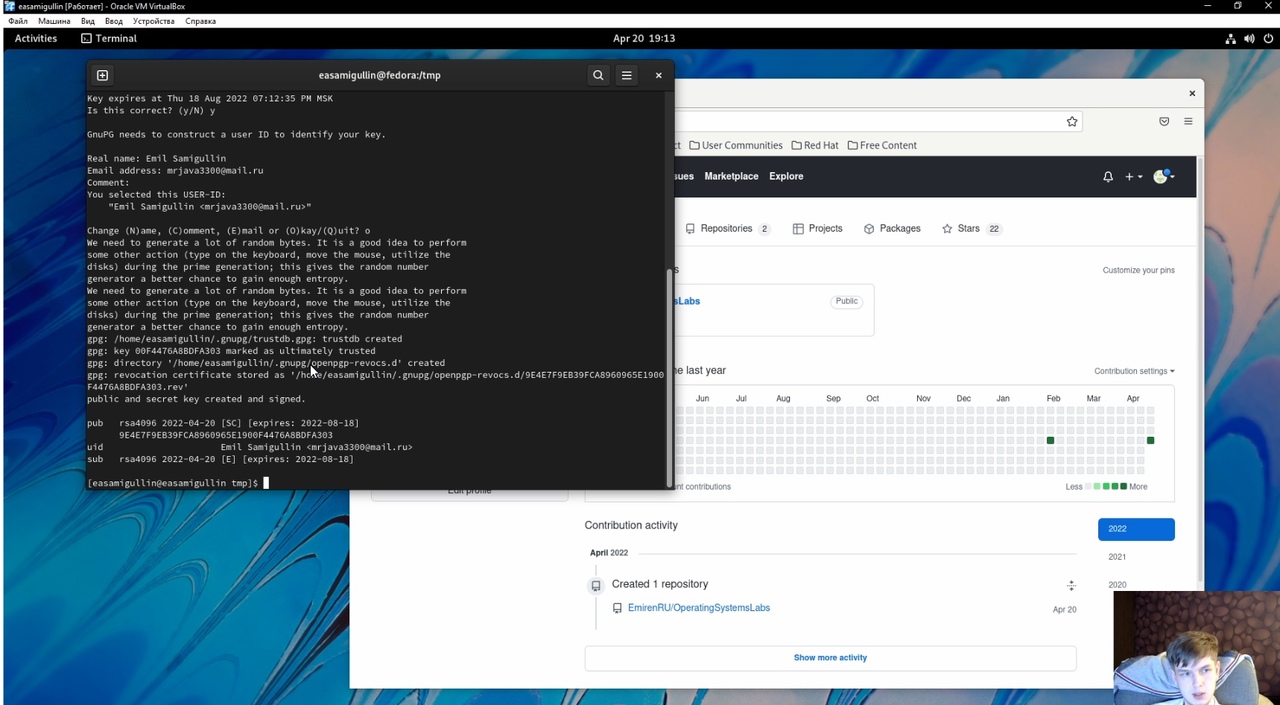 easamigullin [Работает] - Oracle VM VirtualBox
Файл Машина Вид Ввод Устройства Справка
Activities Terminal Apr 20 19:13
easamigullin@fedora:/tmp
Key expires at Thu 18 Aug 2022 07:12:35 PM MSK
Is this correct? (y/N) y
GnuPG needs to construct a user ID to identify your key.
Real name: Emil Samigullin
Email address: mrjava3300@mail.ru
Comment:
You selected this USER-ID:
"Emil Samigullin <mrjava3300@mail.ru>"
Change (N)ame, (C)omment, (E)mail or (O)kay/(Q)uit? o
We need to generate a lot of random bytes. It is a good idea to perform
some other action (type on the keyboard, move the mouse, utilize the
disks) during the prime generation; this gives the random number
generator a better chance to gain enough entropy.
We need to generate a lot of random bytes. It is a good idea to perform
some other action (type on the keyboard, move the mouse, utilize the
disks) during the prime generation; this gives the random number
generator a better chance to gain enough entropy.
gpg: /home/easamigullin/.gnupg/trustdb.gpg: trustdb created
gpg: key 00F4476A8BDFA303 marked as ultimately trusted
gpg: directory '/home/easamigullin/.gnupg/openpgp-revocs.d' created
gpg: revocation certificate stored as '/home/easamigullin/.gnupg/openpgp-revocs.d/9E4E7F9EB39FCA8960965E1900
F4476A8BDFA303.rev'
public and secret key created and signed.
pub rsa4096 2022-04-20 [SC] [expires: 2022-08-18]
9E4E7F9EB39FCA8960965E1900F4476A8BDFA303
uid Emil Samigullin <mrjava3300@mail.ru>
sub rsa4096 2022-04-20 [E] [expires: 2022-08-18]
[easamigullin@easamigullin tmp]$
ct User Communities Red Hat Free Content
sues Marketplace Explore
Repositories 2 Projects Packages Stars 22
s Customize your pins
sLabs Public
he last year Contribution settings
Jun Jul Aug Sep Oct Nov Dec Jan Feb Mar Apr
unt contributions Less More
Edit profile
Contribution activity 2022
April 2022 2021
Created 1 repository 2020
EmirenRU/OperatingSystemsLabs Apr 20
Show more activity